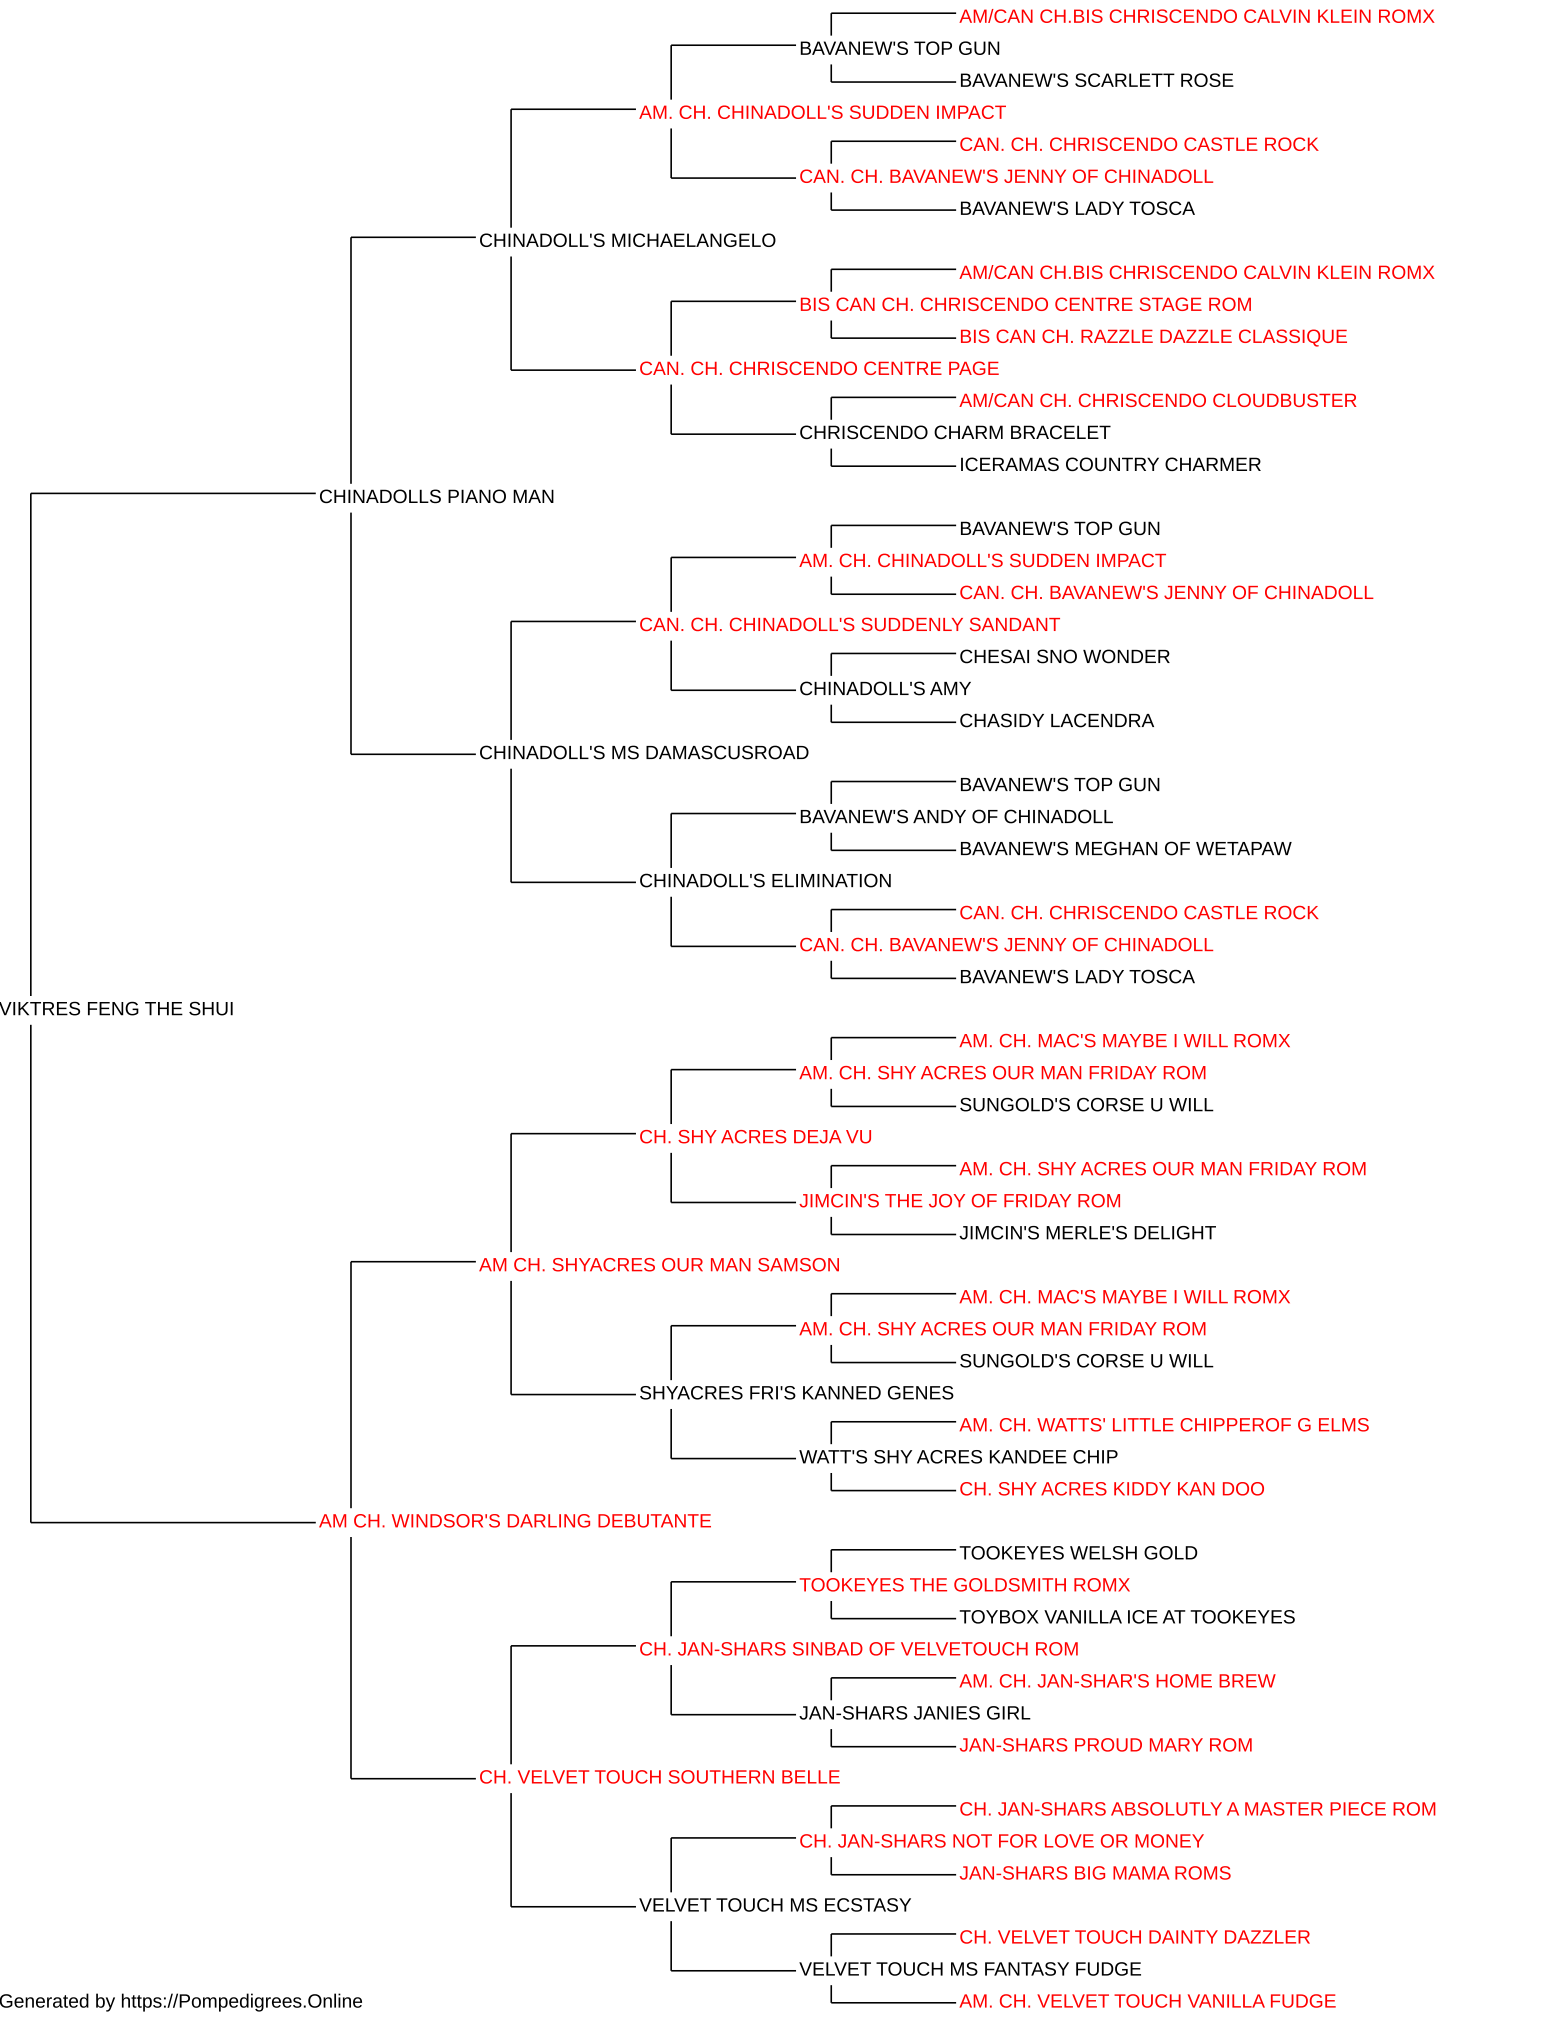 AM/CAN CH.BIS CHRISCENDO CALVIN KLEIN ROMX
BAVANEW'S TOP GUN
BAVANEW'S SCARLETT ROSE
AM. CH. CHINADOLL'S SUDDEN IMPACT
CAN. CH. CHRISCENDO CASTLE ROCK
CAN. CH. BAVANEW'S JENNY OF CHINADOLL
BAVANEW'S LADY TOSCA
CHINADOLL'S MICHAELANGELO
AM/CAN CH.BIS CHRISCENDO CALVIN KLEIN ROMX
BIS CAN CH. CHRISCENDO CENTRE STAGE ROM
BIS CAN CH. RAZZLE DAZZLE CLASSIQUE
CAN. CH. CHRISCENDO CENTRE PAGE
AM/CAN CH. CHRISCENDO CLOUDBUSTER
CHRISCENDO CHARM BRACELET
ICERAMAS COUNTRY CHARMER
CHINADOLLS PIANO MAN
BAVANEW'S TOP GUN
AM. CH. CHINADOLL'S SUDDEN IMPACT
CAN. CH. BAVANEW'S JENNY OF CHINADOLL
CAN. CH. CHINADOLL'S SUDDENLY SANDANT
CHESAI SNO WONDER
CHINADOLL'S AMY
CHASIDY LACENDRA
CHINADOLL'S MS DAMASCUSROAD
BAVANEW'S TOP GUN
BAVANEW'S ANDY OF CHINADOLL
BAVANEW'S MEGHAN OF WETAPAW
CHINADOLL'S ELIMINATION
CAN. CH. CHRISCENDO CASTLE ROCK
CAN. CH. BAVANEW'S JENNY OF CHINADOLL
BAVANEW'S LADY TOSCA
VIKTRES FENG THE SHUI
AM. CH. MAC'S MAYBE I WILL ROMX
AM. CH. SHY ACRES OUR MAN FRIDAY ROM
SUNGOLD'S CORSE U WILL
CH. SHY ACRES DEJA VU
AM. CH. SHY ACRES OUR MAN FRIDAY ROM
JIMCIN'S THE JOY OF FRIDAY ROM
JIMCIN'S MERLE'S DELIGHT
AM CH. SHYACRES OUR MAN SAMSON
AM. CH. MAC'S MAYBE I WILL ROMX
AM. CH. SHY ACRES OUR MAN FRIDAY ROM
SUNGOLD'S CORSE U WILL
SHYACRES FRI'S KANNED GENES
AM. CH. WATTS' LITTLE CHIPPEROF G ELMS
WATT'S SHY ACRES KANDEE CHIP
CH. SHY ACRES KIDDY KAN DOO
AM CH. WINDSOR'S DARLING DEBUTANTE
TOOKEYES WELSH GOLD
TOOKEYES THE GOLDSMITH ROMX
TOYBOX VANILLA ICE AT TOOKEYES
CH. JAN-SHARS SINBAD OF VELVETOUCH ROM
AM. CH. JAN-SHAR'S HOME BREW
JAN-SHARS JANIES GIRL
JAN-SHARS PROUD MARY ROM
CH. VELVET TOUCH SOUTHERN BELLE
CH. JAN-SHARS ABSOLUTLY A MASTER PIECE ROM
CH. JAN-SHARS NOT FOR LOVE OR MONEY
JAN-SHARS BIG MAMA ROMS
VELVET TOUCH MS ECSTASY
CH. VELVET TOUCH DAINTY DAZZLER
VELVET TOUCH MS FANTASY FUDGE
AM. CH. VELVET TOUCH VANILLA FUDGE
Generated by https://Pompedigrees.Online